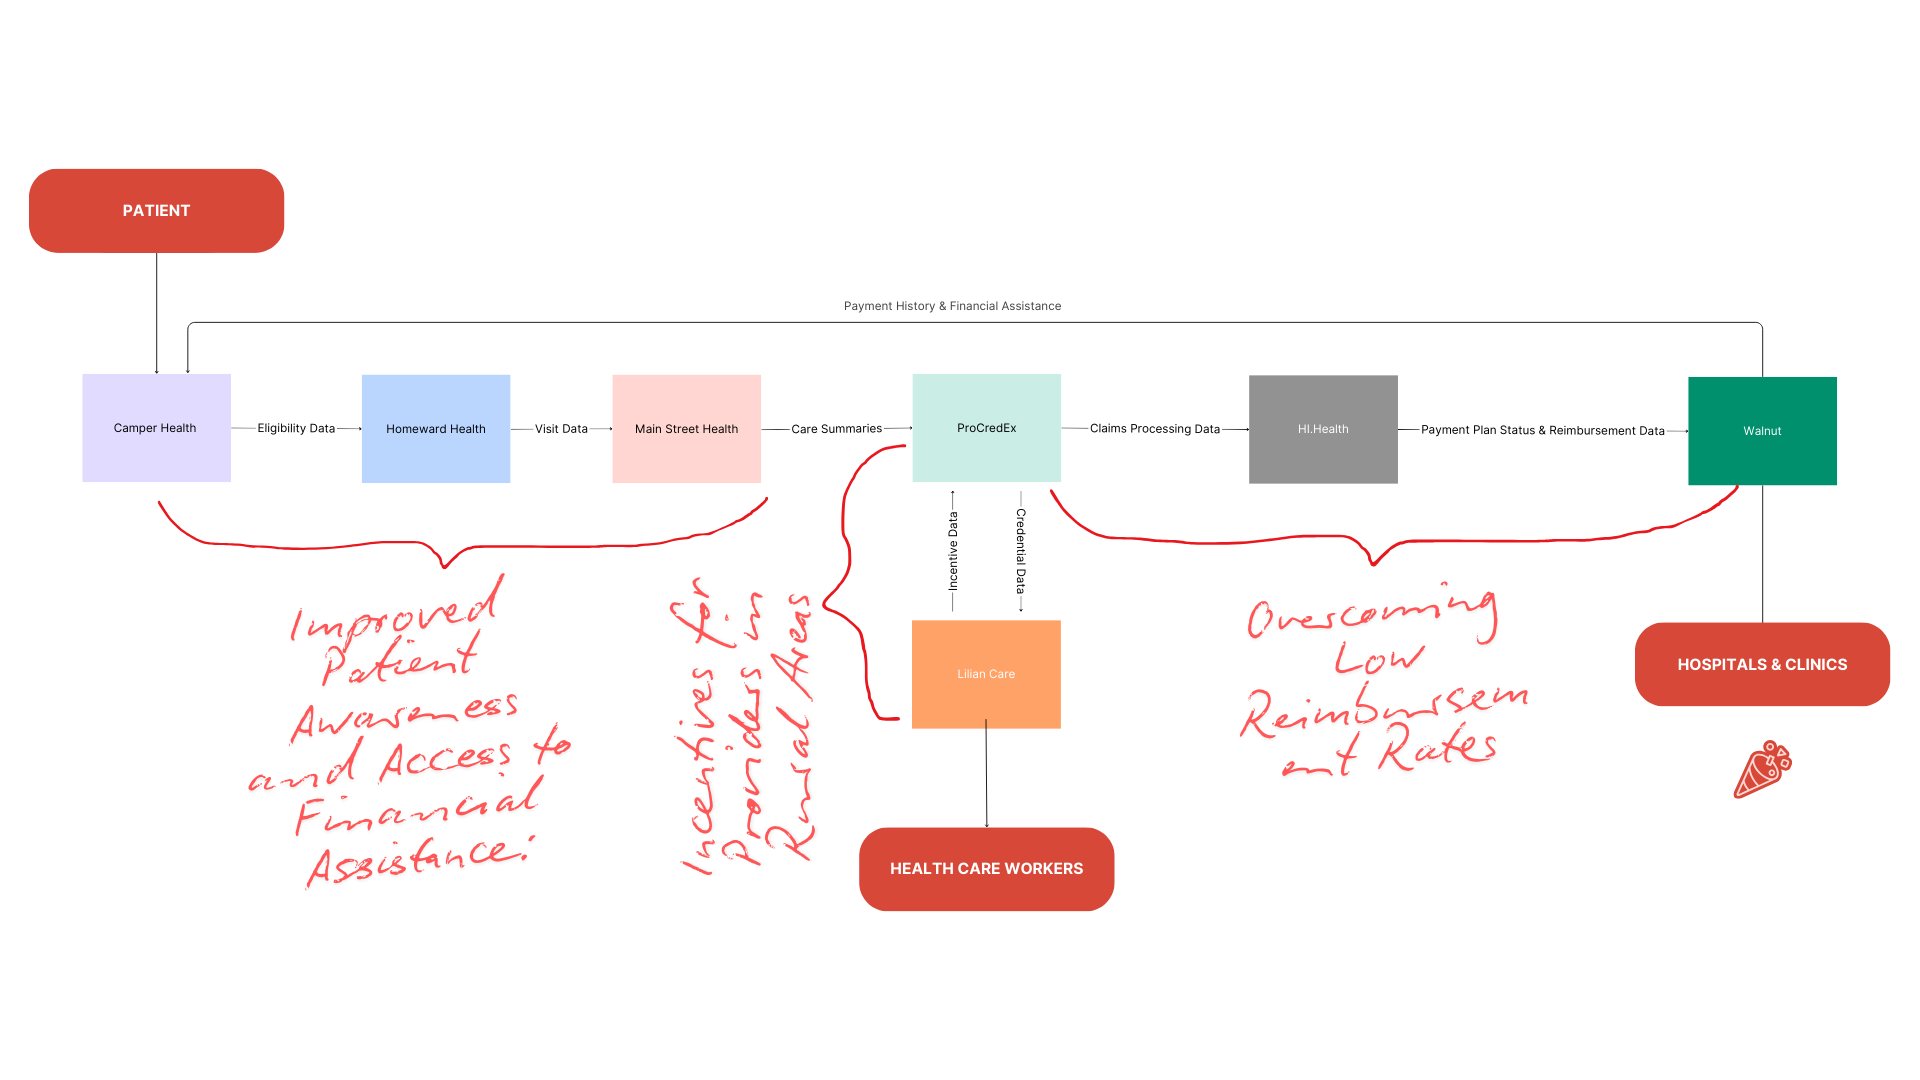 PATIENT
Payment History & Financial Assistance
Camper Health
Eligibility Data
Homeward Health
Visit Data
Main Street Health
Care Summaries
ProCredEx
Claims Processing Data
HI.Health
Payment Plan Status & Reimbursement Data
Walnut
Incentive Data
Credential Data
Improved
Patient
Awareness
and Access to
Financial
Assistance:
Incentives for
Providers in
Rural Areas
Lilian Care
Overcoming
Low
Reimbursem
ent Rates
HOSPITALS & CLINICS
HEALTH CARE WORKERS